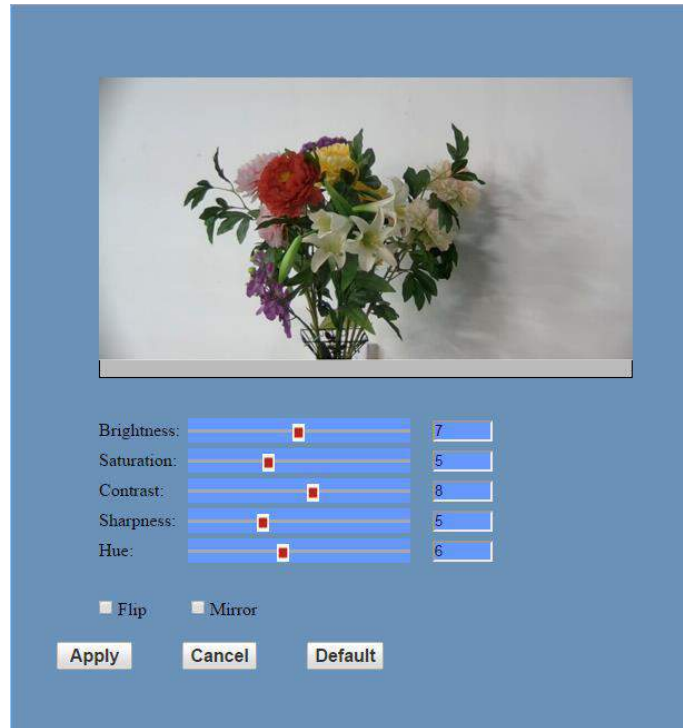 Brightness: 7
Saturation: 5
Contrast: 8
Sharpness: 5
Hue: 6
Flip Mirror
Apply Cancel Default